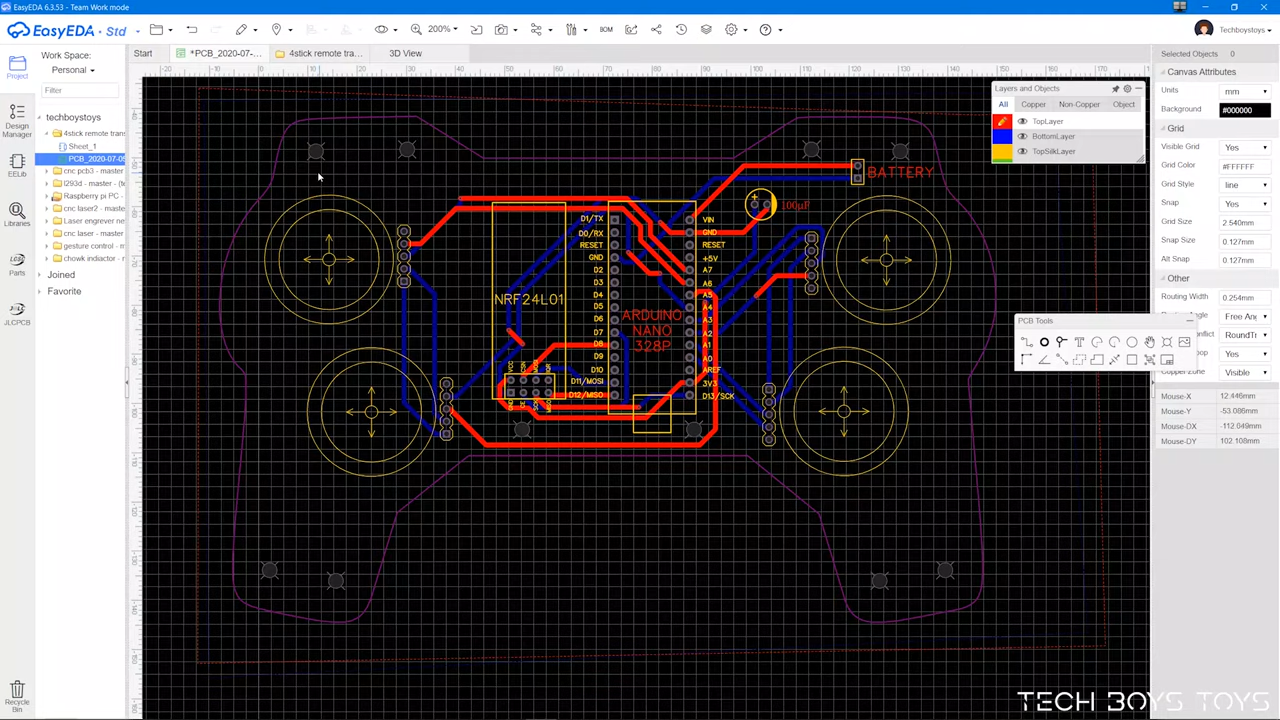 EasyEDA 6.3.53 - Team Work mode
EasyEDA Std
200%
BOM
Techboystoys
Start
*PCB_2020-07-...
4stick remote tra...
3D View
Project
Design Manager
EELib
Libraries
Parts
JLCPCB
Recycle Bin
Work Space:
Personal
Filter
techboystoys
4stick remote trans
Sheet_1
PCB_2020-07-05
cnc pcb3 - master
l293d - master - (te
Raspberry pi PC -
cnc laser2 - master
Laser engrever ne
cnc laser - master
gesture control - m
chowk indiactor - m
Joined
Favorite
BATTERY
100µF
NRF24L01
ARDUINO
NANO
328P
D1/TX
D0/RX
RESET
GND
D2
D3
D4
D5
D6
D7
D8
D9
D10
D11/MOSI
D12/MISO
VIN
GND
RESET
+5V
A7
A6
A5
A4
A3
A2
A1
A0
AREF
3V3
D13/SCK
Layers and Objects
All Copper Non-Copper Object
TopLayer
BottomLayer
TopSilkLayer
PCB Tools
Selected Objects 0
Canvas Attributes
Units mm
Background #000000
Grid
Visible Grid Yes
Grid Color #FFFFFF
Grid Style line
Snap Yes
Grid Size 2.540mm
Snap Size 0.127mm
Alt Snap 0.127mm
Other
Routing Width 0.254mm
Free Ang
RoundTr
Yes
Visible
Mouse-X 12.446mm
Mouse-Y -53.086mm
Mouse-DX -112.049mm
Mouse-DY 102.108mm
TECH BOYS TOYS